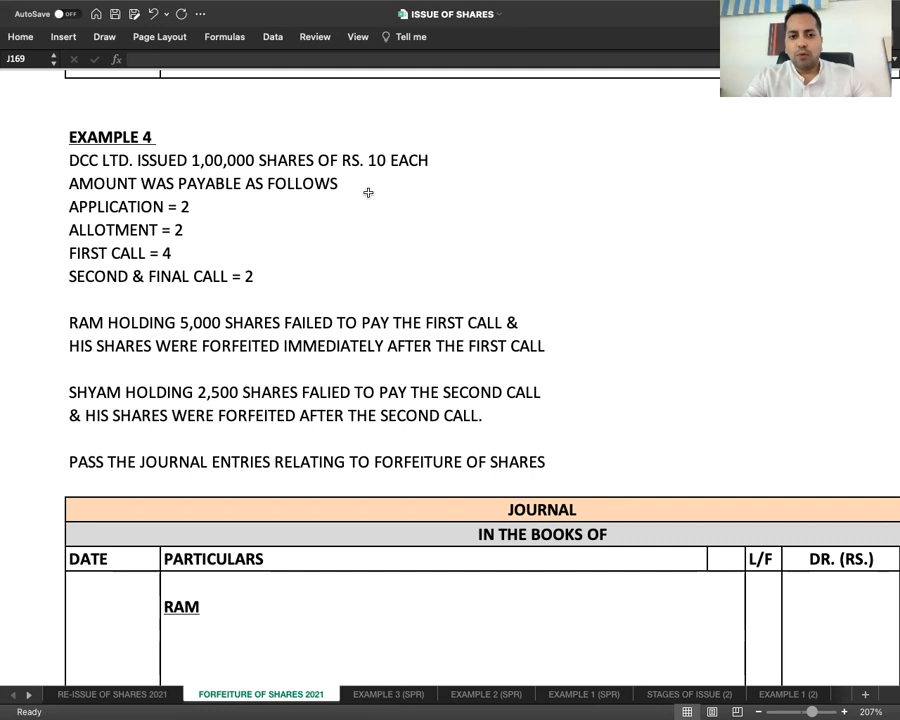 AutoSave OFF
ISSUE OF SHARES
Home Insert Draw Page Layout Formulas Data Review View Tell me
J169 fx
EXAMPLE 4
DCC LTD. ISSUED 1,00,000 SHARES OF RS. 10 EACH
AMOUNT WAS PAYABLE AS FOLLOWS
APPLICATION = 2
ALLOTMENT = 2
FIRST CALL = 4
SECOND & FINAL CALL = 2
RAM HOLDING 5,000 SHARES FAILED TO PAY THE FIRST CALL &
HIS SHARES WERE FORFEITED IMMEDIATELY AFTER THE FIRST CALL
SHYAM HOLDING 2,500 SHARES FALIED TO PAY THE SECOND CALL
& HIS SHARES WERE FORFEITED AFTER THE SECOND CALL.
PASS THE JOURNAL ENTRIES RELATING TO FORFEITURE OF SHARES
JOURNAL
IN THE BOOKS OF
DATE PARTICULARS L/F DR. (RS.)
RAM
RE-ISSUE OF SHARES 2021 FORFEITURE OF SHARES 2021 EXAMPLE 3 (SPR) EXAMPLE 2 (SPR) EXAMPLE 1 (SPR) STAGES OF ISSUE (2) EXAMPLE 1 (2) +
Ready 207%